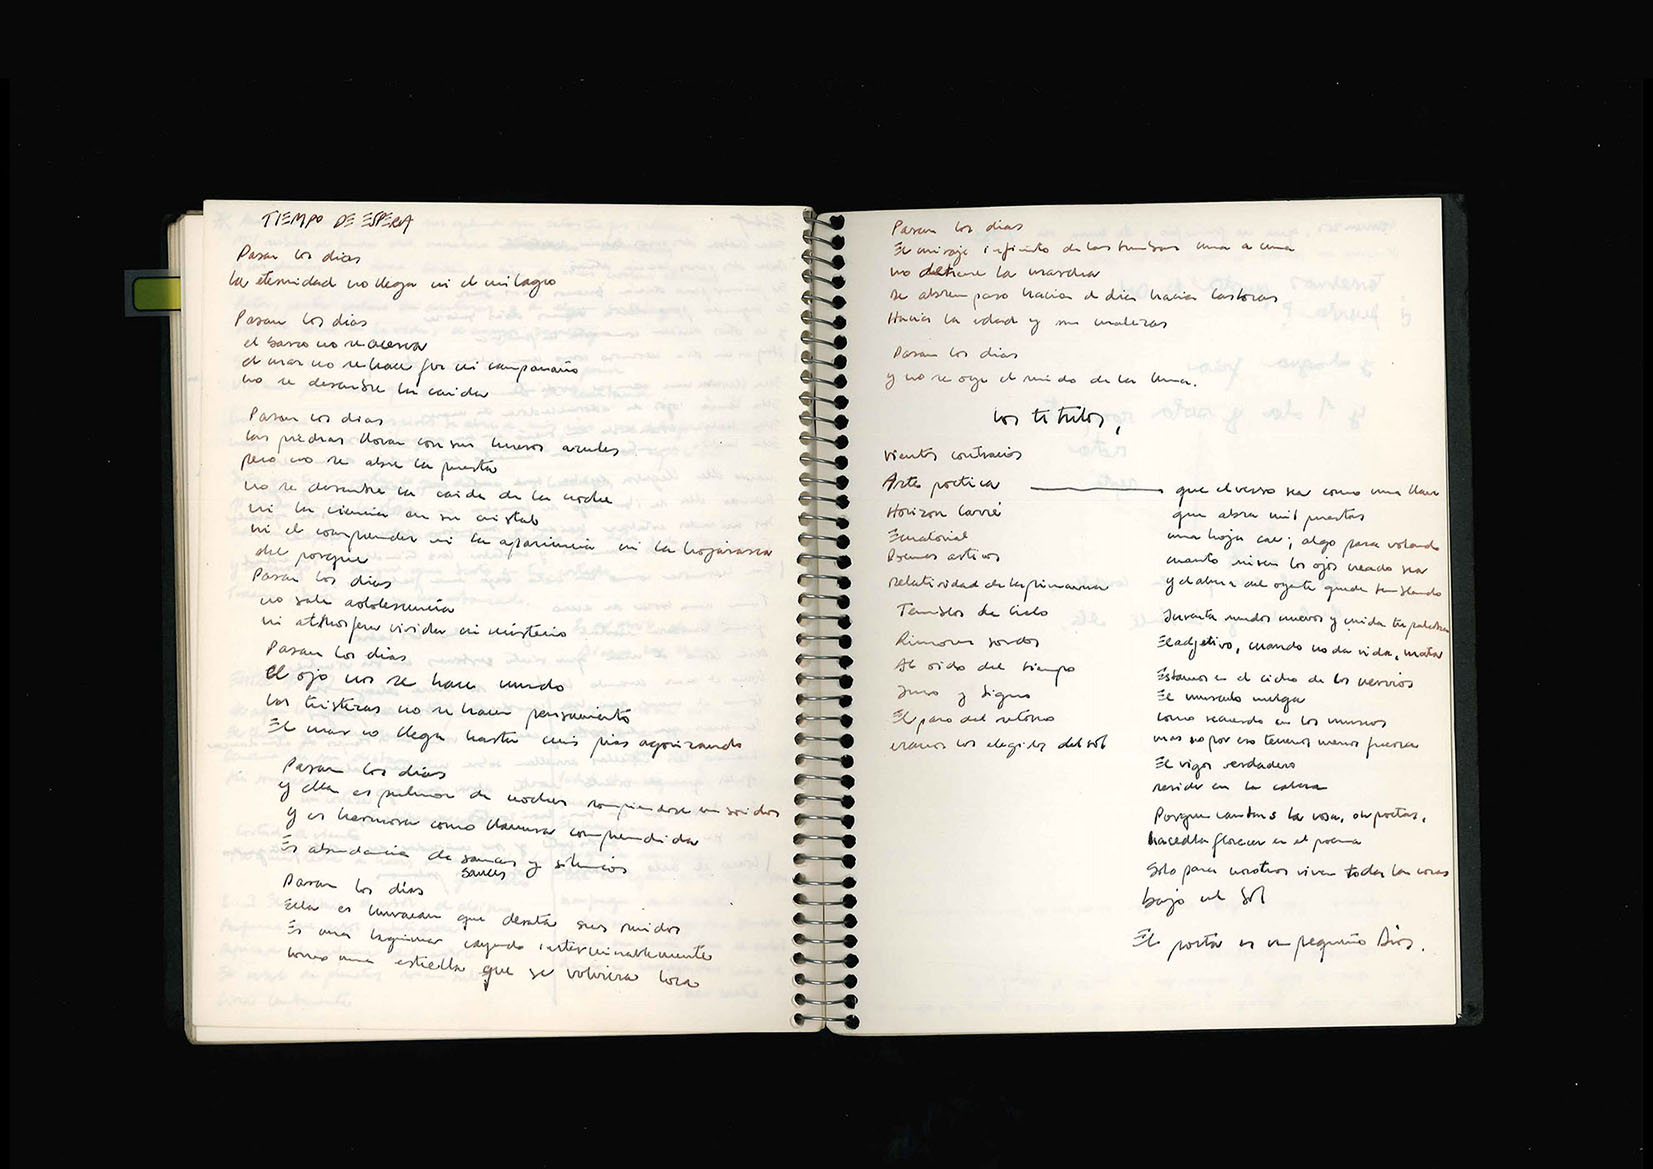 TIEMPO DE ESPERA
Pasan los dias
la eternidad no llega ni el milagro
Pasan los dias
el barco no se acerca
el mar no se hace flor ni campanario
no se descubre la caida
Pasan los dias
las piedras lloran con sus huesos azules
pero no se abre la puerta
no se descubre la caida de la noche
ni la ciencia en su cristal
ni el comprender ni la apariencia ni la hojarasca
del porque
Pasan los dias
no sale adolescencia
ni atmosfera vivida ni misterio
Pasan los dias
El ojo no se hace mundo
las tristezas no se hacen pensamiento
El mar no llega hasta mis pies agonizando
Pasan los dias
y ella es pulmon de noches rompiendose en sonidos
y es hermosa como llanura comprendida
Es abundancia de sauces y silencios
sauces
Pasan los dias
Ella es huracan que desata sus ruidos
Es una lagrima cayendo interminablemente
como una estrella que se volviera loca
Pasan los dias
El miraje infinito de las tumbas una a una
no detiene la marcha
se abren paso hacia el dia hacia las horas
Hacia la edad y sus malezas
Pasan los dias
y no se oye el ruido de la luna.
los titulos,
vientos contrarios
Arte poetica
Horizon Carré
Ecuatorial
Poemas articos
relatividad de la primavera
Temblor de Cielo
Rumores sordos
Al oido del tiempo
Juno y Signo
El paso del retorno
eramos los elegidos del sol
que el verso sea como una llave
que abra mil puertas
una hoja cae; algo pasa volando
cuanto miren los ojos creado sea
y el alma del oyente quede temblando
Inventa mundos nuevos y cuida tu palabra
El adjetivo, cuando no da vida, mata
Estamos en el ciclo de los nervios
El musculo cuelga
como recuerdo en los museos
mas no por eso tenemos menos fuerza
El vigor verdadero
reside en la cabeza
Porque cantais la rosa, oh poetas,
hacedla florecer en el poema
Solo para nosotros viven todas las cosas
bajo el Sol
El poeta es un pequeño Dios.